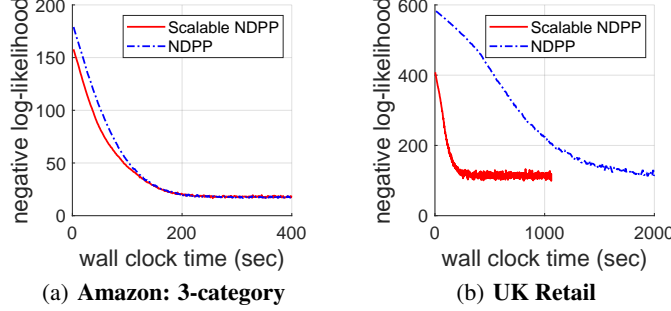 200
150
100
50
0
negative log-likelihood
Scalable NDPP
NDPP
0
200
400
wall clock time (sec)
(a) Amazon: 3-category
600
400
200
0
negative log-likelihood
Scalable NDPP
NDPP
0
1000
2000
wall clock time (sec)
(b) UK Retail